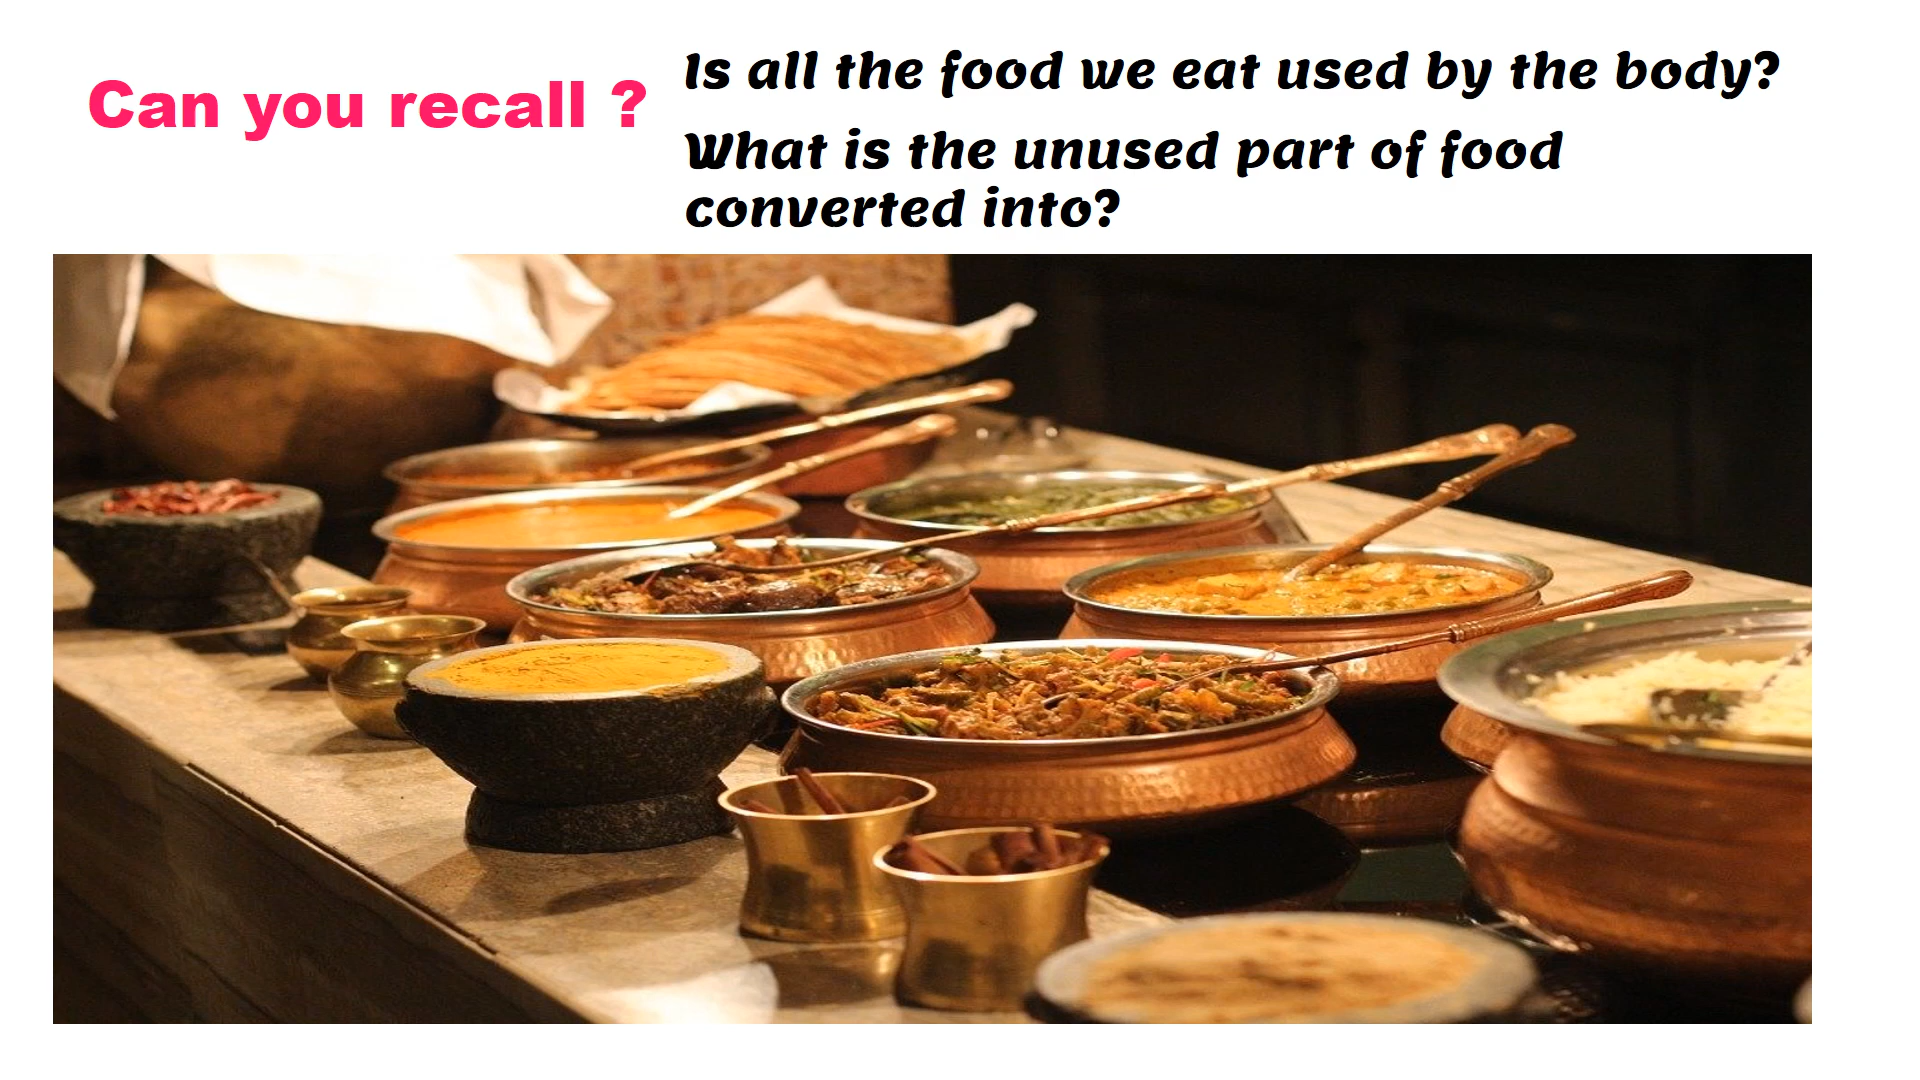 Can you recall ?
Is all the food we eat used by the body?
What is the unused part of food
converted into?